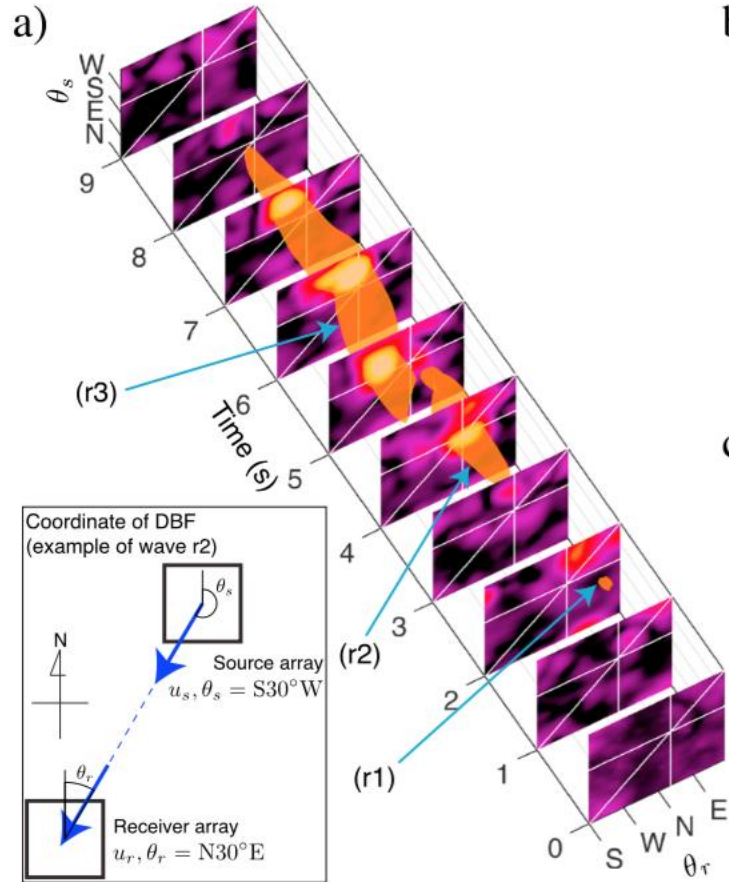 a)
b
W
S
E
N
θs
9
8
7
6
5
4
3
2
1
0
Time (s)
(r3)
(r2)
(r1)
c
S
W
N
E
θr
Coordinate of DBF
(example of wave r2)
θs
N
Source array
us, θs = S30°W
θr
Receiver array
ur, θr = N30°E